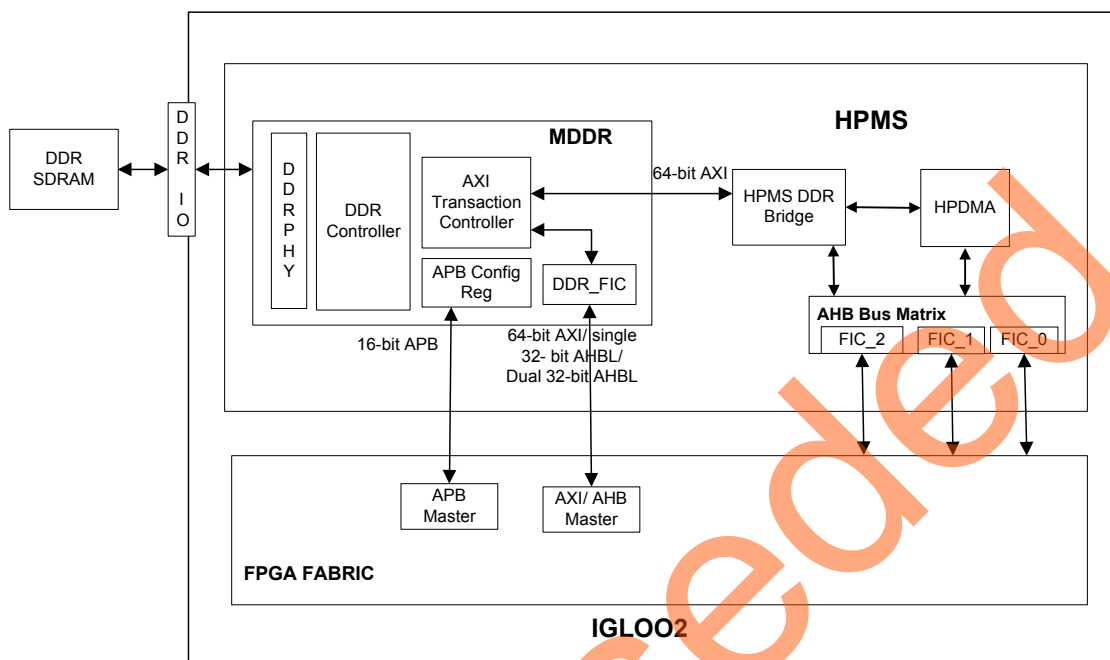 HPMS
MDDR
DDR
SDRAM
D
D
R
IO
D
D
R
P
H
Y
DDR
Controller
AXI
Transaction
Controller
64-bit AXI
HPMS DDR
Bridge
HPDMA
APB Config
Reg
DDR_FIC
AHB Bus Matrix
FIC_2
FIC_1
FIC_0
16-bit APB
64-bit AXI/ single
32- bit AHBL/
Dual 32-bit AHBL
APB
Master
AXI/ AHB
Master
FPGA FABRIC
IGLOO2
ceded